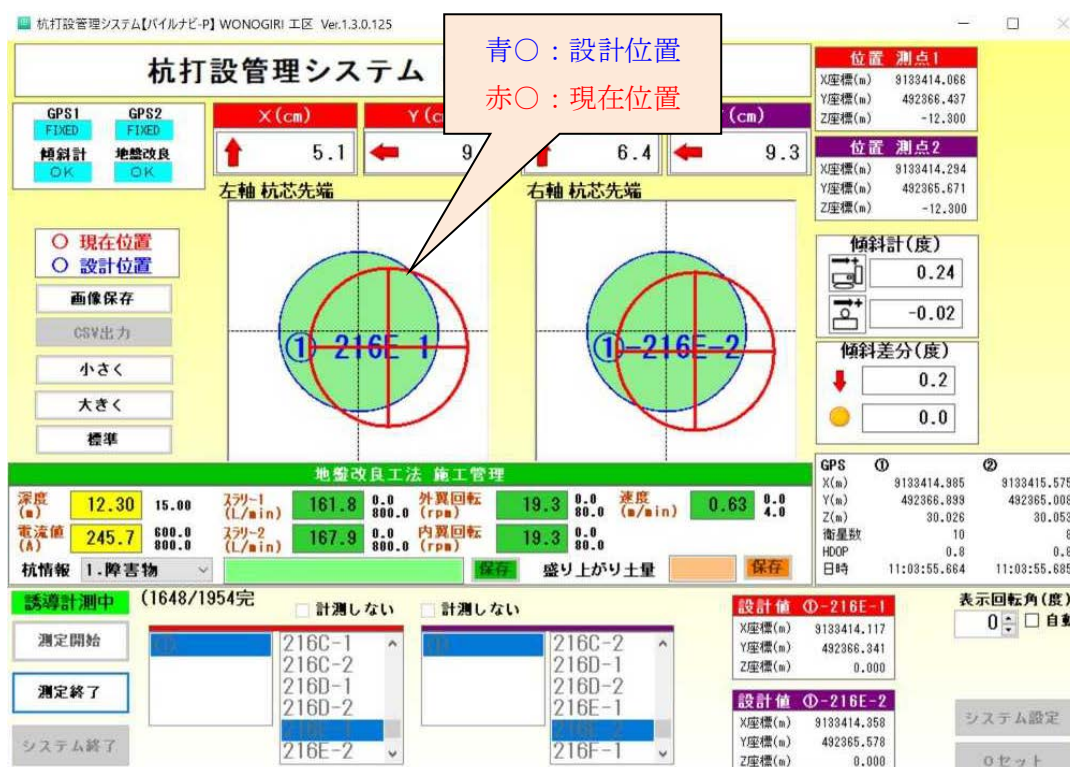 杭打設管理システム【パイルナビ-P】 WONOGIRI 工区 Ver.1.3.0.125
青〇：設計位置
赤〇：現在位置
杭打設管理システム
GPS1 GPS2
FIXED FIXED
傾斜計 地盤改良
OK OK
X(cm) Y(c (cm)
5.1 9 6.4 9.3
左軸 杭芯先端 右軸 杭芯先端
○ 現在位置
○ 設計位置
画像保存
CSV出力
小さく
大きく
標準
①-216E-1
①-216E-2
位置 測点1
X座標(m) 9133414.066
Y座標(m) 492366.437
Z座標(m) -12.300
位置 測点2
X座標(m) 9133414.294
Y座標(m) 492365.671
Z座標(m) -12.300
傾斜計(度)
0.24
-0.02
傾斜差分(度)
0.2
0.0
地盤改良工法 施工管理
深度(m) 12.30 15.00 スラリー1(L/min) 161.8 0.0 800.0 外翼回転(rpm) 19.3 0.0 80.0 速度(m/min) 0.63 0.0 4.0
電流値(A) 245.7 600.0 800.0 スラリー2(L/min) 167.9 0.0 800.0 内翼回転(rpm) 19.3 0.0 80.0
杭情報 1.障害物 保存 盛り上がり土量 保存
GPS ① ②
X(m) 9133414.985 9133415.575
Y(m) 492366.899 492365.008
Z(m) 30.026 30.053
衛星数 10 8
HDOP 0.8 0.8
日時 11:03:55.664 11:03:55.685
誘導計測中 (1648/1954完
計測しない 計測しない
測定開始
測定終了
システム終了
216C-1
216C-2
216D-1
216D-2
216E-1
216E-2
216C-2
216D-1
216D-2
216E-1
216E-2
216F-1
設計値 ①-216E-1
X座標(m) 9133414.117
Y座標(m) 492366.341
Z座標(m) 0.000
設計値 ①-216E-2
X座標(m) 9133414.358
Y座標(m) 492365.578
Z座標(m) 0.000
表示回転角(度)
0 自動
システム設定
0セット